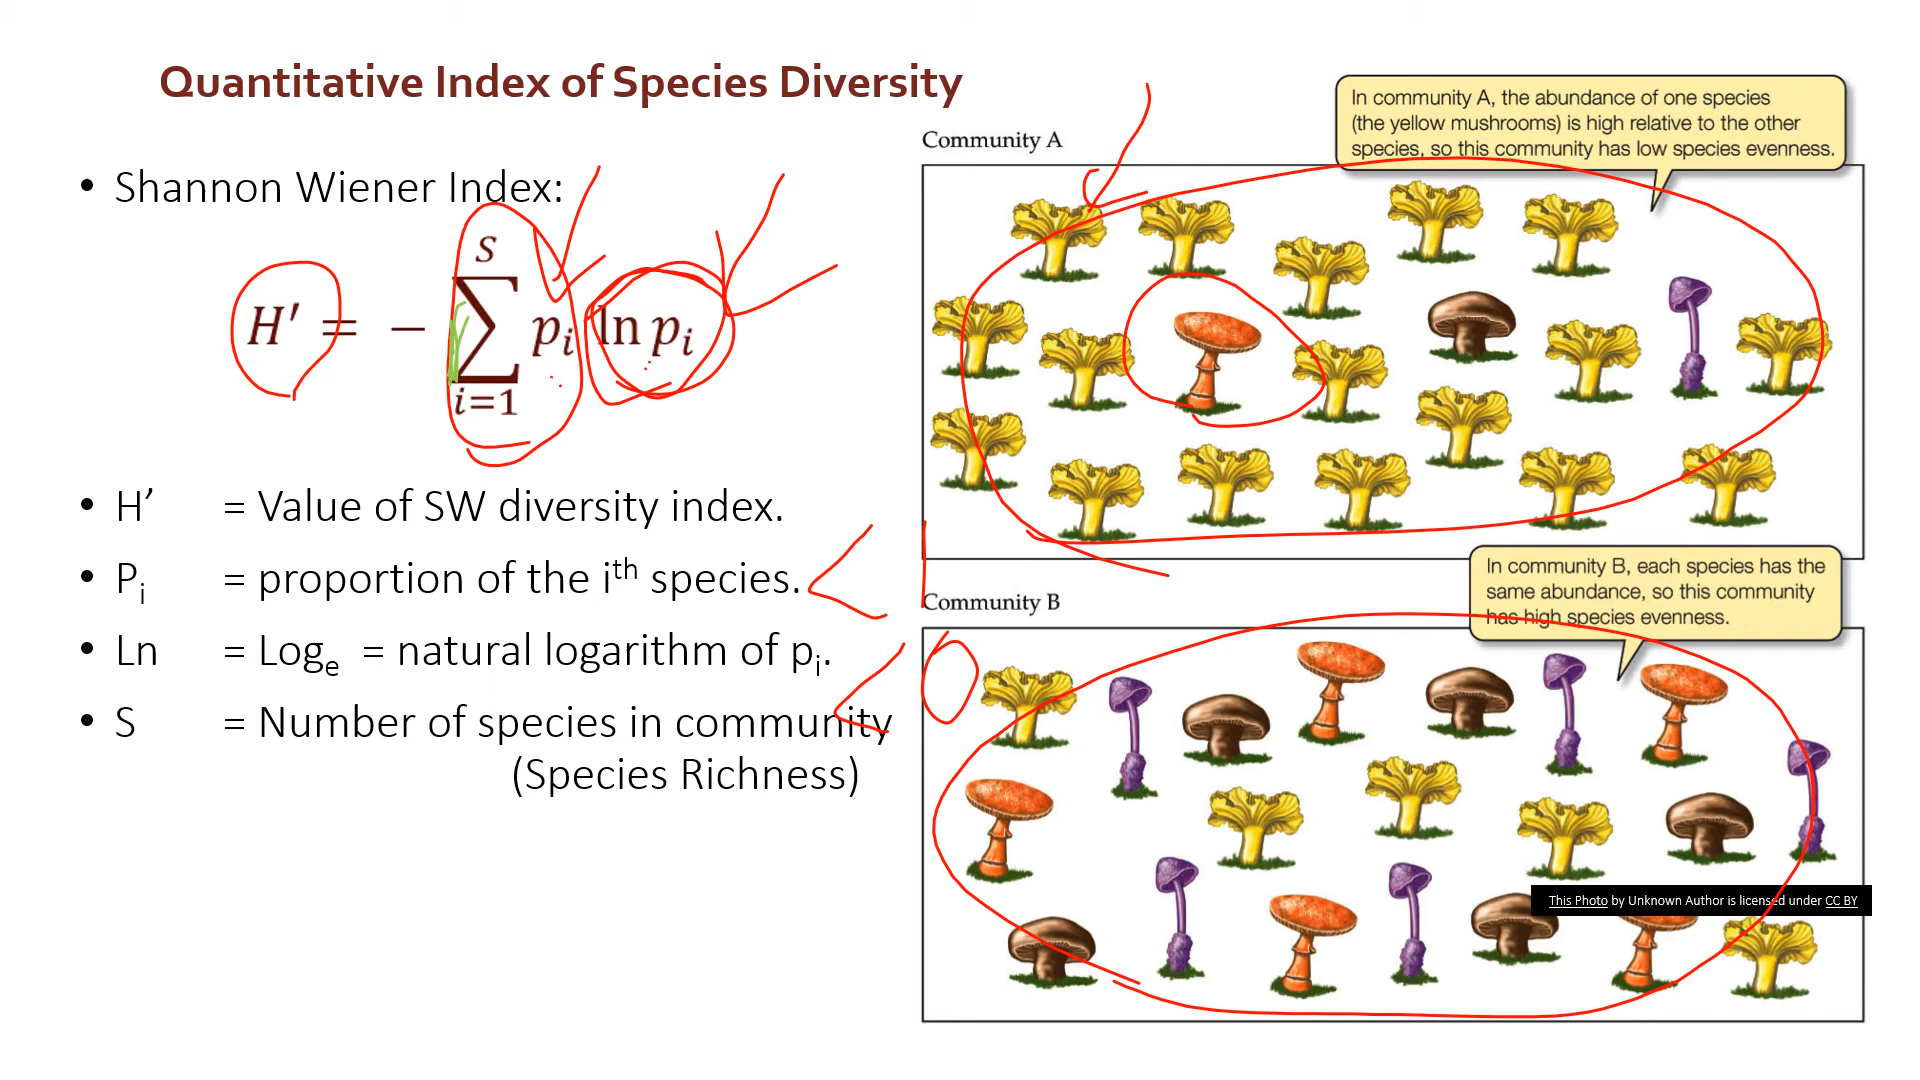 Quantitative Index of Species Diversity
• Shannon Wiener Index:
H′ = − ∑ᵢ₌₁ˢ pᵢ ln pᵢ
• H’ = Value of SW diversity index.
• Pᵢ = proportion of the iᵗʰ species.
• Ln = Logₑ = natural logarithm of pᵢ.
• S = Number of species in community
(Species Richness)
In community A, the abundance of one species
(the yellow mushrooms) is high relative to the other
species, so this community has low species evenness.
Community A
In community B, each species has the
same abundance, so this community
has high species evenness.
Community B
This Photo by Unknown Author is licensed under CC BY